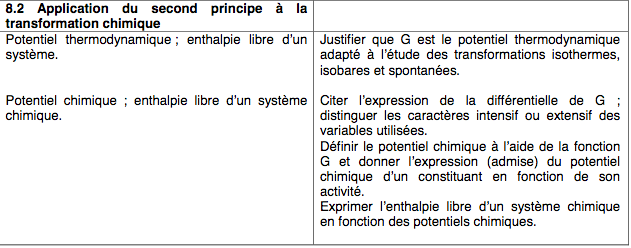 8.2 Application du second principe à la
transformation chimique
Potentiel thermodynamique ; enthalpie libre d'un
système.
Justifier que G est le potentiel thermodynamique
adapté à l'étude des transformations isothermes,
isobares et spontanées.
Potentiel chimique ; enthalpie libre d'un système
chimique.
Citer l'expression de la différentielle de G ;
distinguer les caractères intensif ou extensif des
variables utilisées.
Définir le potentiel chimique à l'aide de la fonction
G et donner l'expression (admise) du potentiel
chimique d'un constituant en fonction de son
activité.
Exprimer l'enthalpie libre d'un système chimique
en fonction des potentiels chimiques.